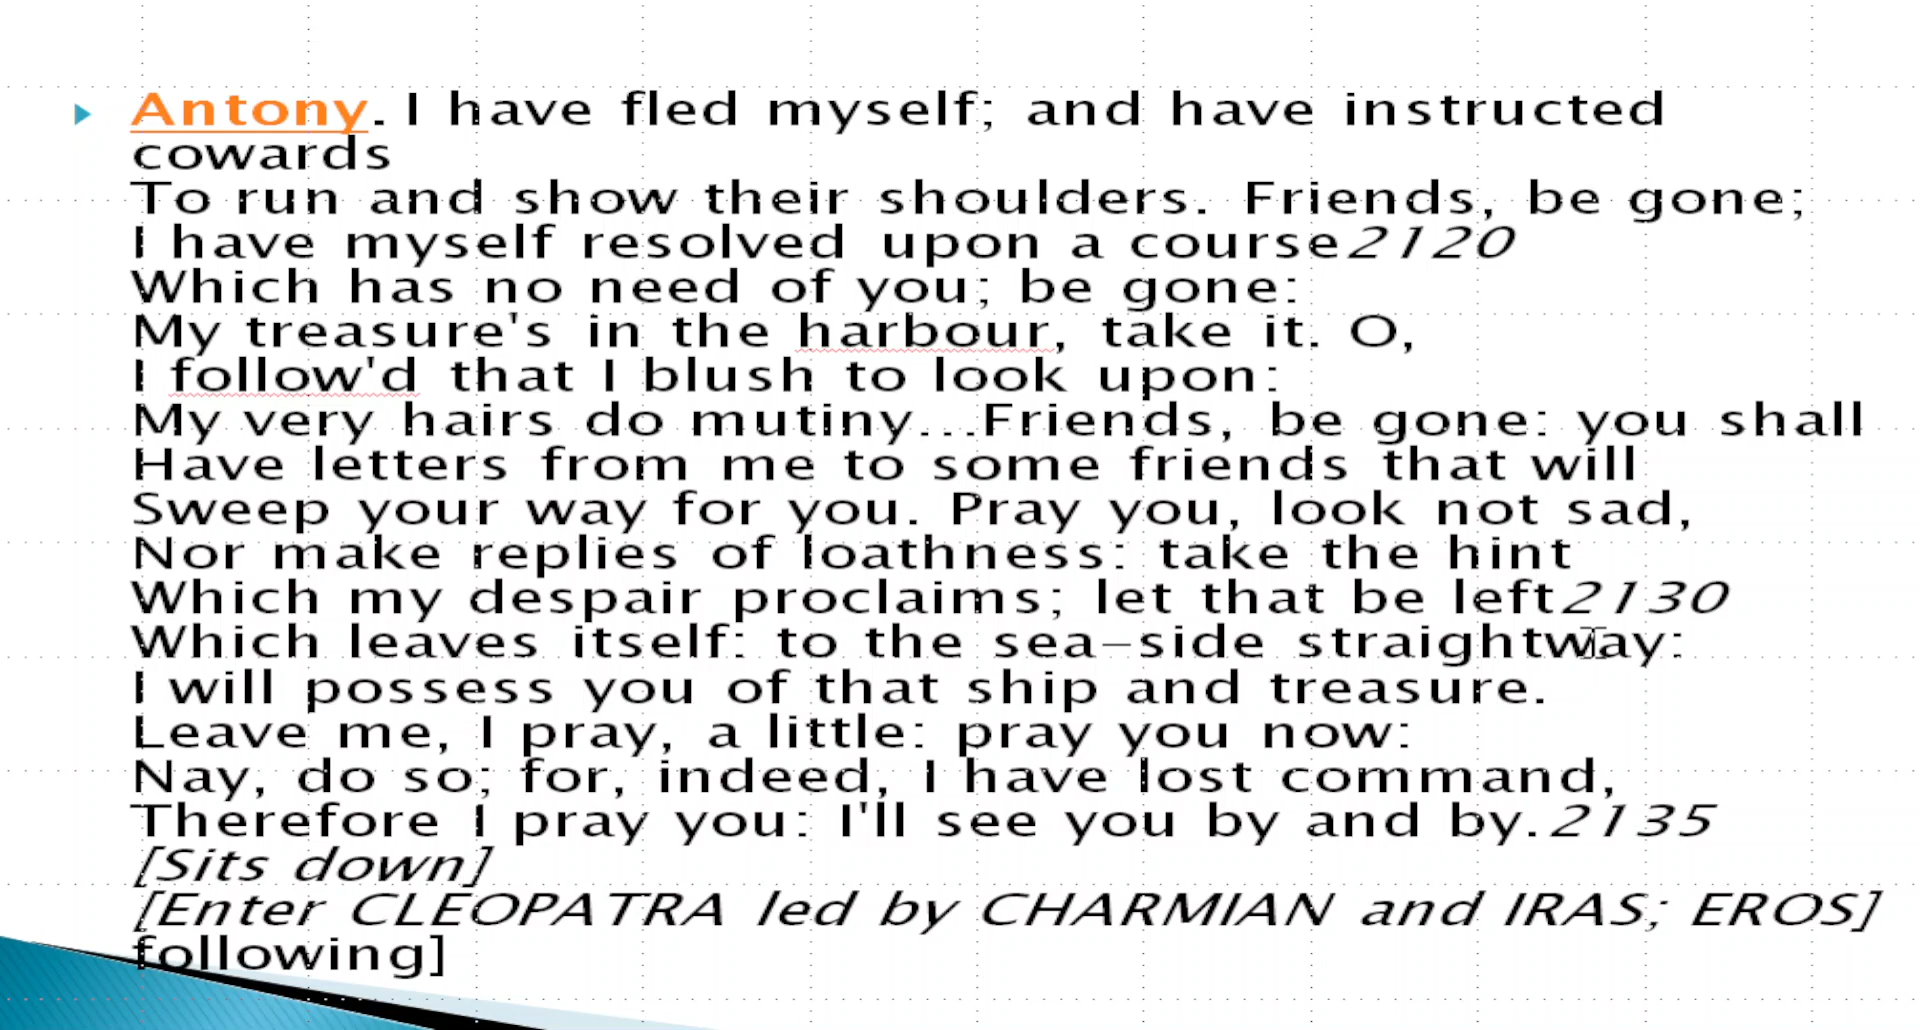 Antony. I have fled myself; and have instructed
cowards
To run and show their shoulders. Friends, be gone;
I have myself resolved upon a course2120
Which has no need of you; be gone:
My treasure's in the harbour, take it. O,
I follow'd that I blush to look upon:
My very hairs do mutiny...Friends, be gone: you shall
Have letters from me to some friends that will
Sweep your way for you. Pray you, look not sad,
Nor make replies of loathness: take the hint
Which my despair proclaims; let that be left2130
Which leaves itself: to the sea-side straightway:
I will possess you of that ship and treasure.
Leave me, I pray, a little: pray you now:
Nay, do so; for, indeed, I have lost command,
Therefore I pray you: I'll see you by and by.2135
[Sits down]
[Enter CLEOPATRA led by CHARMIAN and IRAS; EROS]
following]